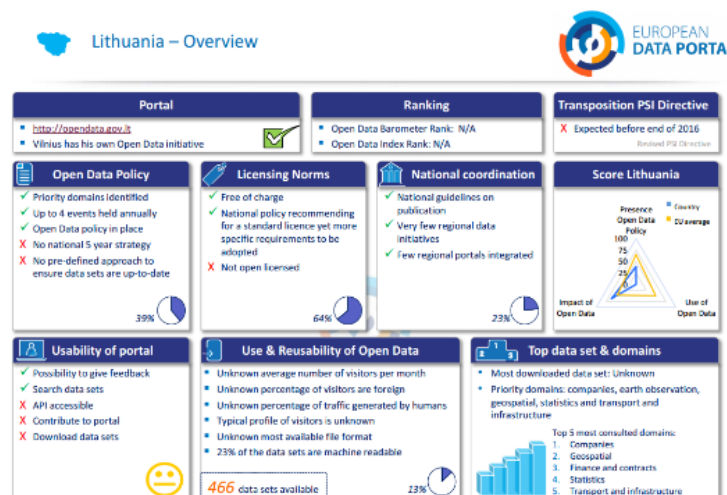 Lithuania – Overview
EUROPEAN
DATA PORTA
Portal
http://opendata.gov.lt
Vilnius has his own Open Data initiative
Ranking
Open Data Barometer Rank: N/A
Open Data Index Rank: N/A
Transposition PSI Directive
X Expected before end of 2016
Revised PSI Directive
Open Data Policy
✓ Priority domains identified
✓ Up to 4 events held annually
✓ Open Data policy in place
X No national 5 year strategy
X No pre-defined approach to
ensure data sets are up-to-date
39%
Licensing Norms
✓ Free of charge
✓ National policy recommending
for a standard licence yet more
specific requirements to be
adopted
X Not open licensed
64%
National coordination
✓ National guidelines on
publication
✓ Very few regional data
initiatives
✓ Few regional portals integrated
23%
Score Lithuania
Country
EU average
Presence
Open Data
Policy
100
75
50
25
0
Impact of
Open Data
Use of
Open Data
Usability of portal
✓ Possibility to give feedback
✓ Search data sets
X API accessible
X Contribute to portal
X Download data sets
Use & Reusability of Open Data
Unknown average number of visitors per month
Unknown percentage of visitors are foreign
Unknown percentage of traffic generated by humans
Typical profile of visitors is unknown
Unknown most available file format
23% of the data sets are machine readable
466 data sets available
13%
2 1 3
Top data set & domains
Most downloaded data set: Unknown
Priority domains: companies, earth observation,
geospatial, statistics and transport and
infrastructure
Top 5 most consulted domains:
1. Companies
2. Geospatial
3. Finance and contracts
4. Statistics
5. Transport and infrastructure